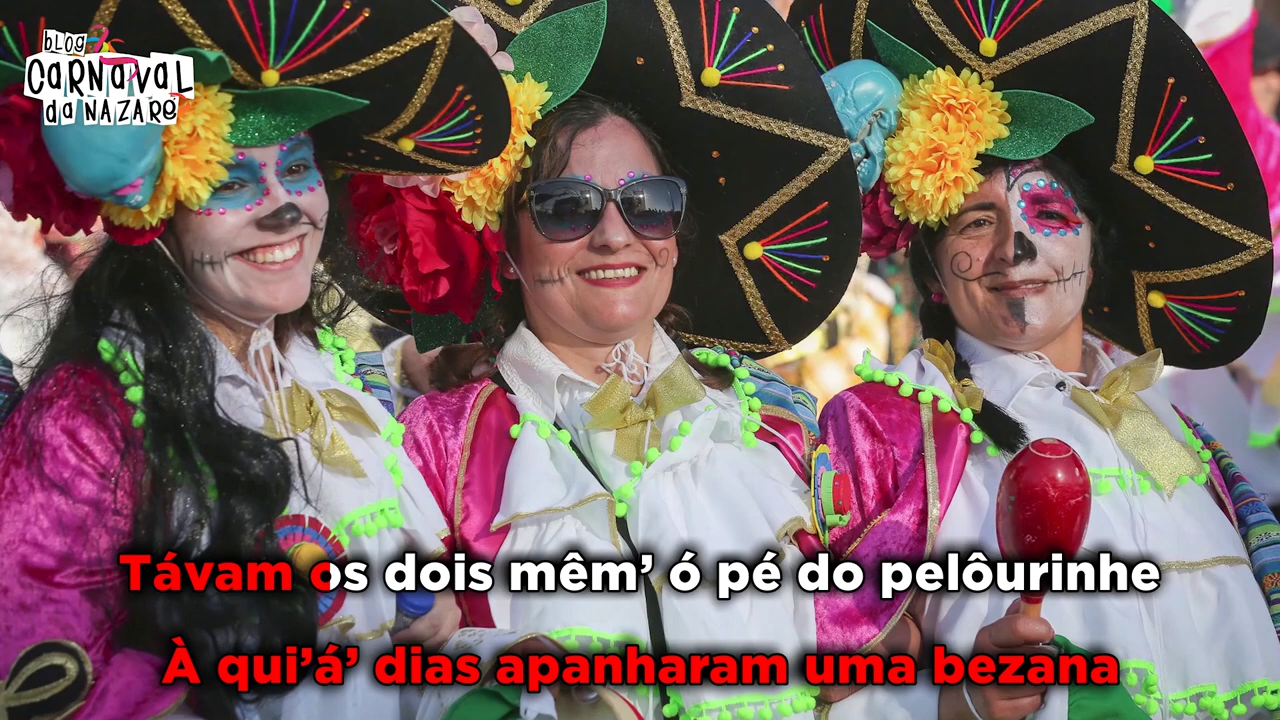 BLOG
CARNAVAL
da NAZARé
Távam os dois mêm’ ó pé do pelôurinhe
À qui’á’ dias apanharam uma bezana